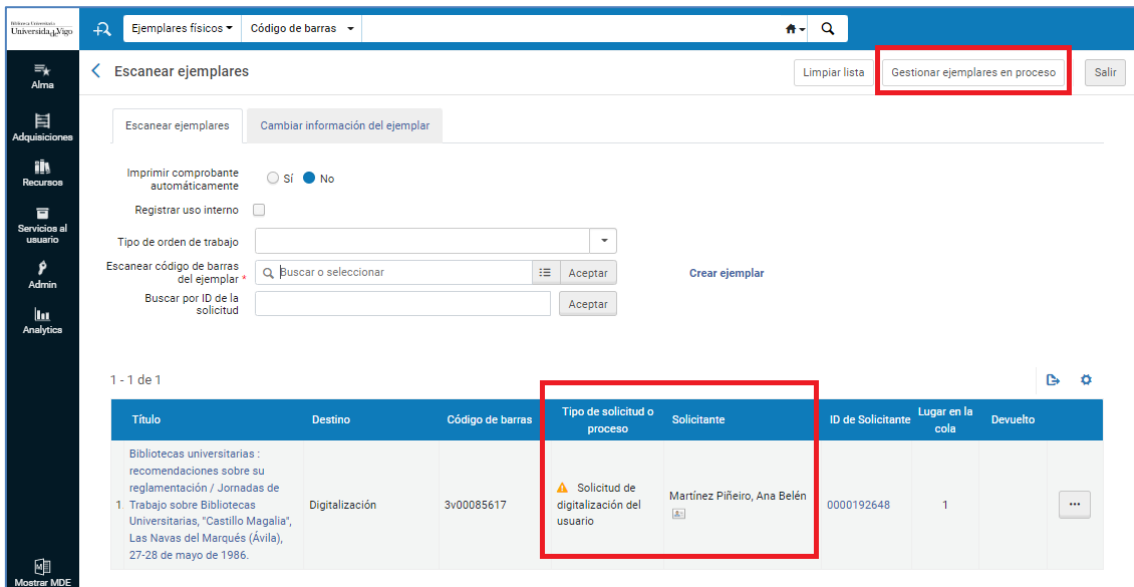 Biblioteca Universitaria
Universida de Vigo
Ejemplares físicos
Código de barras
Alma
Adquisiciones
Recursos
Servicios al
usuario
Admin
Analytics
Mostrar MDE
Escanear ejemplares
Limpiar lista
Gestionar ejemplares en proceso
Salir
Escanear ejemplares
Cambiar información del ejemplar
Imprimir comprobante
automáticamente
Sí
No
Registrar uso interno
Tipo de orden de trabajo
Escanear código de barras
del ejemplar *
Buscar o seleccionar
Aceptar
Crear ejemplar
Buscar por ID de la
solicitud
Aceptar
1 - 1 de 1
Título
Destino
Código de barras
Tipo de solicitud o
proceso
Solicitante
ID de Solicitante
Lugar en la
cola
Devuelto
1
Bibliotecas universitarias :
recomendaciones sobre su
reglamentación / Jornadas de
Trabajo sobre Bibliotecas
Universitarias, "Castillo Magalia",
Las Navas del Marqués (Ávila),
27-28 de mayo de 1986.
Digitalización
3v00085617
Solicitud de
digitalización del
usuario
Martínez Piñeiro, Ana Belén
0000192648
1